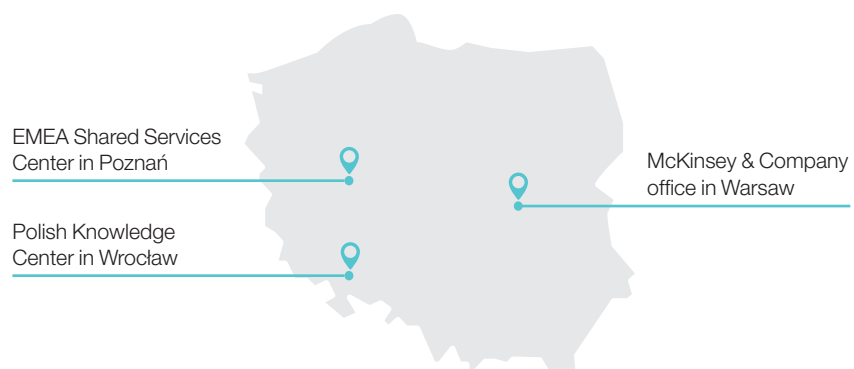 EMEA Shared Services
Center in Poznań
McKinsey & Company
office in Warsaw
Polish Knowledge
Center in Wrocław